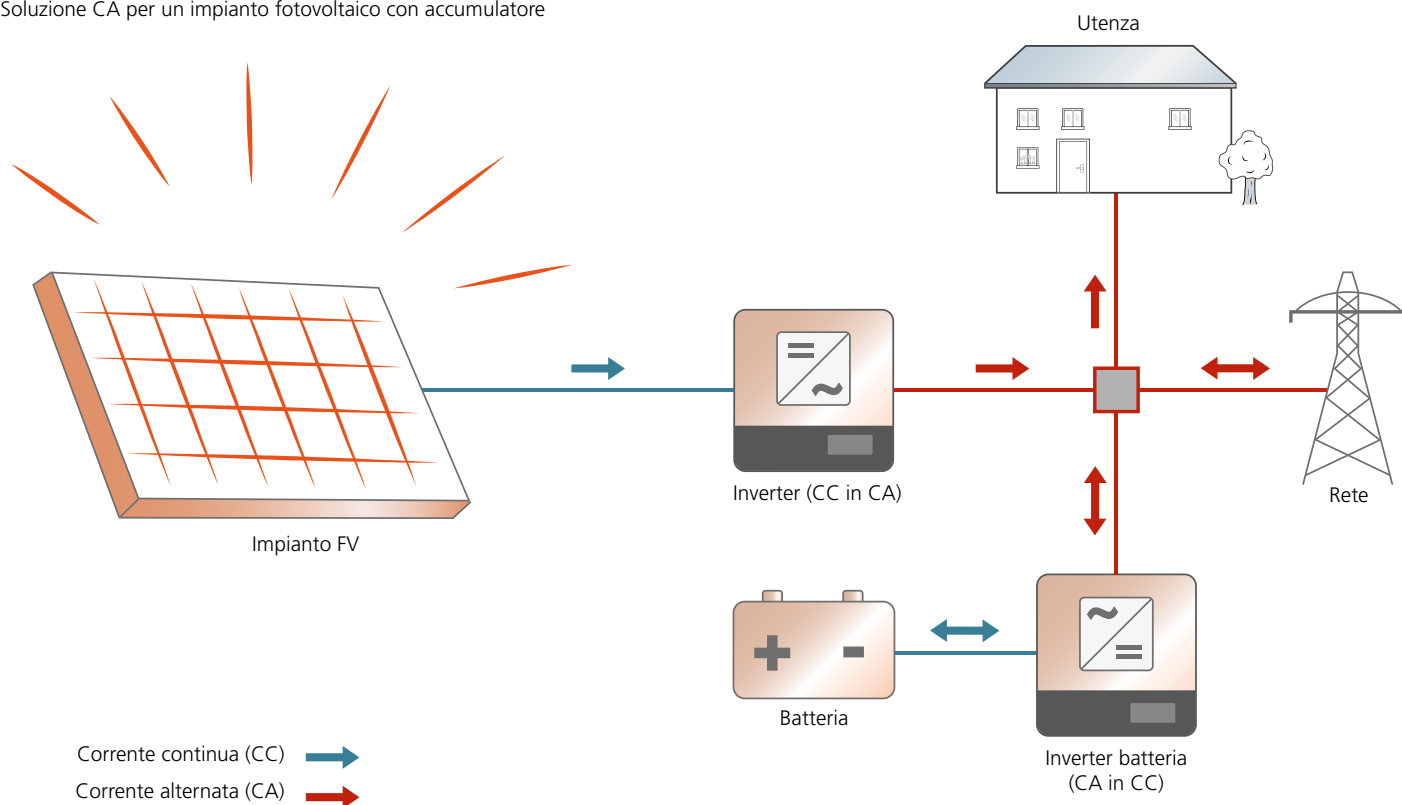 Soluzione CA per un impianto fotovoltaico con accumulatore
Utenza
Inverter (CC in CA)
Rete
Impianto FV
Batteria
Inverter batteria
(CA in CC)
Corrente continua (CC)
Corrente alternata (CA)